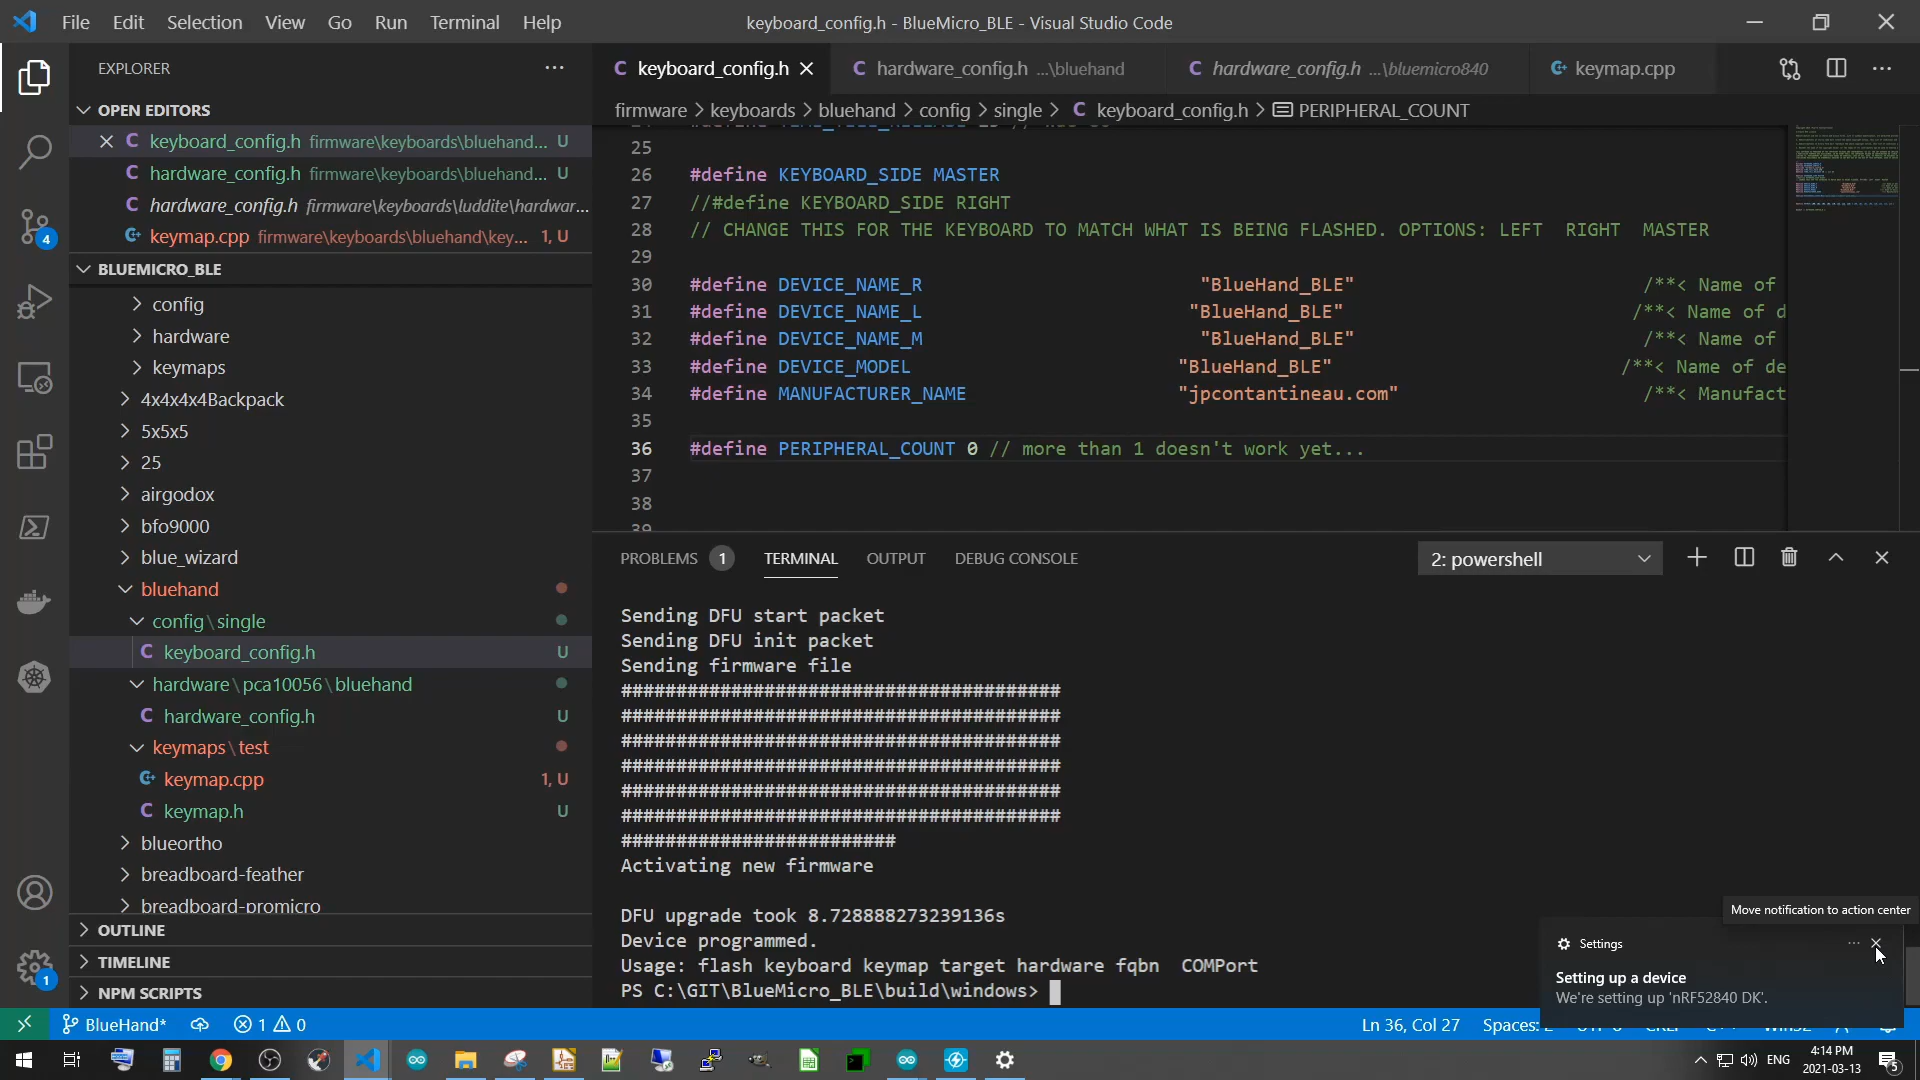 File Edit Selection View Go Run Terminal Help
keyboard_config.h - BlueMicro_BLE - Visual Studio Code
EXPLORER
keyboard_config.h
hardware_config.h ...\bluehand
hardware_config.h ...\bluemicro840
keymap.cpp
OPEN EDITORS
firmware > keyboards > bluehand > config > single > C keyboard_config.h > PERIPHERAL_COUNT
C keyboard_config.h firmware\keyboards\bluehand... U
C hardware_config.h firmware\keyboards\bluehand... U
C hardware_config.h firmware\keyboards\luddite\hardwar...
keymap.cpp firmware\keyboards\bluehand\key... 1, U
4
BLUEMICRO_BLE
config
hardware
keymaps
4x4x4x4Backpack
5x5x5
25
airgodox
bfo9000
blue_wizard
bluehand
config\single
C keyboard_config.h U
hardware\pca10056\bluehand
C hardware_config.h U
keymaps\test
keymap.cpp 1, U
C keymap.h U
blueortho
breadboard-feather
breadboard-promicro
OUTLINE
TIMELINE
NPM SCRIPTS
1
25
26 #define KEYBOARD_SIDE MASTER
27 //#define KEYBOARD_SIDE RIGHT
28 // CHANGE THIS FOR THE KEYBOARD TO MATCH WHAT IS BEING FLASHED. OPTIONS: LEFT RIGHT MASTER
29
30 #define DEVICE_NAME_R "BlueHand_BLE" /**< Name of
31 #define DEVICE_NAME_L "BlueHand_BLE" /**< Name of d
32 #define DEVICE_NAME_M "BlueHand_BLE" /**< Name of
33 #define DEVICE_MODEL "BlueHand_BLE" /**< Name of de
34 #define MANUFACTURER_NAME "jpcontantineau.com" /**< Manufact
35
36 #define PERIPHERAL_COUNT 0 // more than 1 doesn't work yet...
37
38
39
PROBLEMS 1 TERMINAL OUTPUT DEBUG CONSOLE
2: powershell
Sending DFU start packet
Sending DFU init packet
Sending firmware file
########################################
########################################
########################################
########################################
########################################
########################################
#########################
Activating new firmware
DFU upgrade took 8.728888273239136s
Device programmed.
Usage: flash keyboard keymap target hardware fqbn COMPort
PS C:\GIT\BlueMicro_BLE\build\windows>
Move notification to action center
Settings
Setting up a device
We're setting up 'nRF52840 DK'.
BlueHand* 1 0
Ln 36, Col 27 Spaces:
ENG
4:14 PM
2021-03-13
5